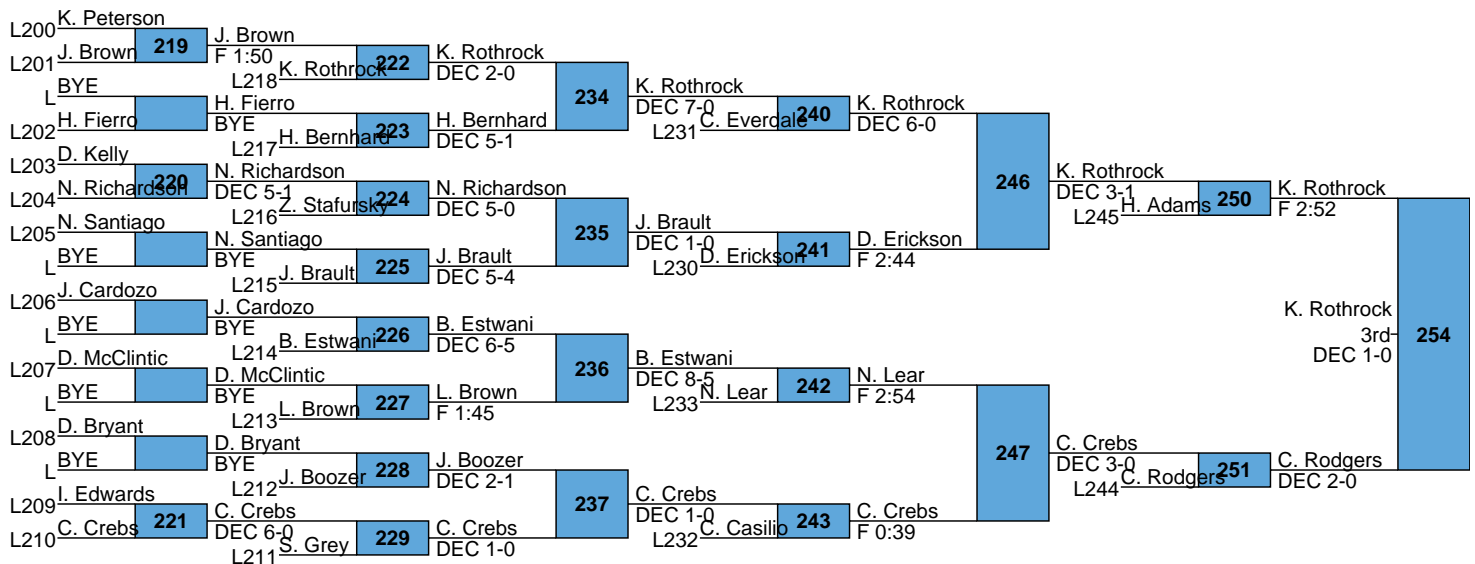 L200 K. Peterson
L201 J. Brown
219
J. Brown
F 1:50
L218 K. Rothrock
222
K. Rothrock
DEC 2-0
L BYE
L202 H. Fierro
H. Fierro
BYE
L217 H. Bernhard
223
H. Bernhard
DEC 5-1
234
K. Rothrock
DEC 7-0
L231 C. Everdale
240
K. Rothrock
DEC 6-0
L203 D. Kelly
L204 N. Richardson
220
N. Richardson
DEC 5-1
L216 Z. Stafursky
224
N. Richardson
DEC 5-0
L205 N. Santiago
L BYE
N. Santiago
BYE
L215 J. Brault
225
J. Brault
DEC 5-4
235
J. Brault
DEC 1-0
L230 D. Erickson
241
D. Erickson
F 2:44
246
K. Rothrock
DEC 3-1
L245 H. Adams
250
K. Rothrock
F 2:52
L206 J. Cardozo
L BYE
J. Cardozo
BYE
L214 B. Estwani
226
B. Estwani
DEC 6-5
L207 D. McClintic
L BYE
D. McClintic
BYE
L213 L. Brown
227
L. Brown
F 1:45
236
B. Estwani
DEC 8-5
L233 N. Lear
242
N. Lear
F 2:54
L208 D. Bryant
L BYE
D. Bryant
BYE
L212 J. Boozer
228
J. Boozer
DEC 2-1
L209 I. Edwards
L210 C. Crebs
221
C. Crebs
DEC 6-0
L211 S. Grey
229
C. Crebs
DEC 1-0
237
C. Crebs
DEC 1-0
L232 C. Casilio
243
C. Crebs
F 0:39
247
C. Crebs
DEC 3-0
L244 C. Rodgers
251
C. Rodgers
DEC 2-0
254
K. Rothrock
3rd
DEC 1-0